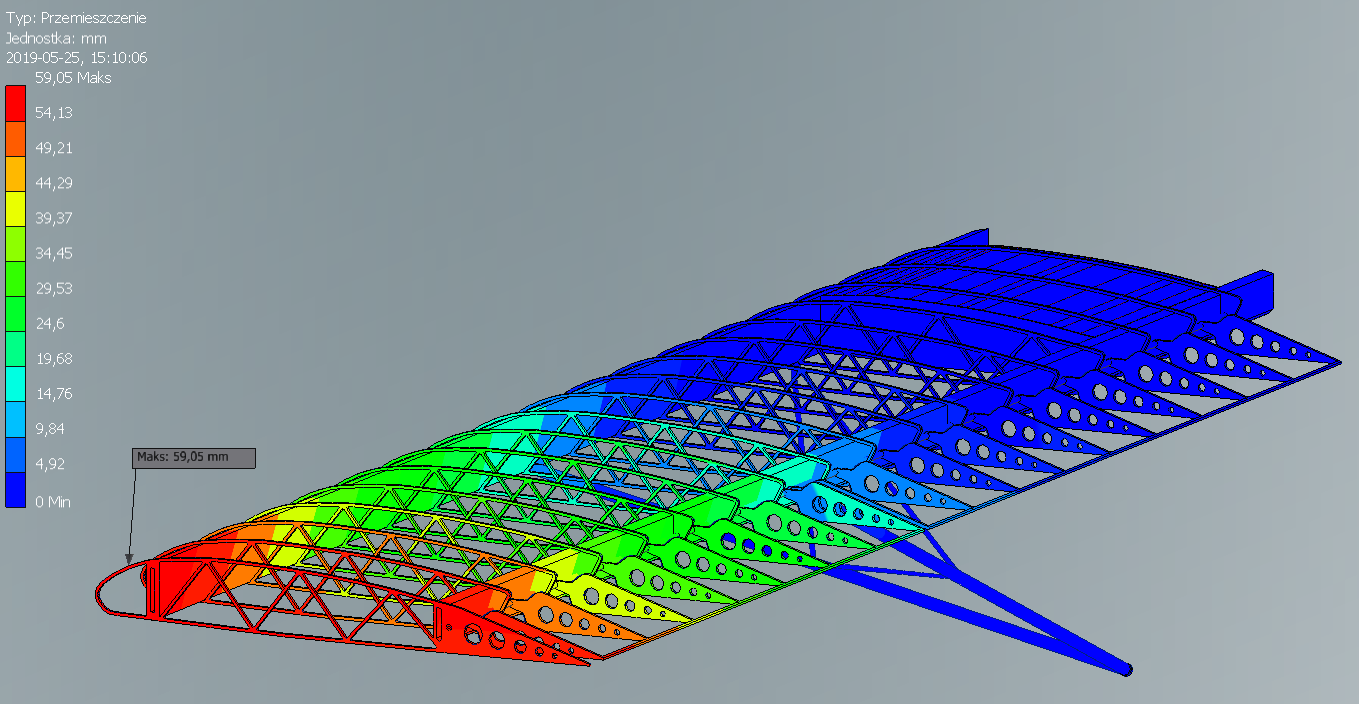 Typ: Przemieszczenie
Jednostka: mm
2019-05-25, 15:10:06
59,05 Maks
54,13
49,21
44,29
39,37
34,45
29,53
24,6
19,68
14,76
9,84
4,92
0 Min
Maks: 59,05 mm